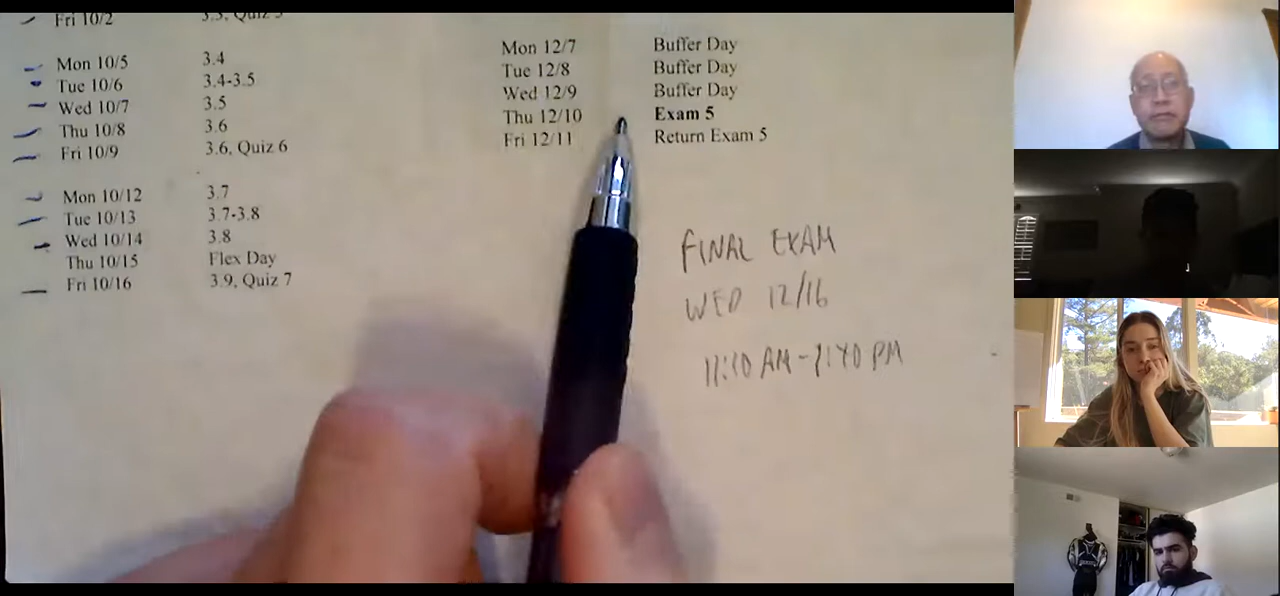 Fri 10/2 3.3, Quiz 5
Mon 10/5 3.4
Tue 10/6 3.4-3.5
Wed 10/7 3.5
Thu 10/8 3.6
Fri 10/9 3.6, Quiz 6
Mon 10/12 3.7
Tue 10/13 3.7-3.8
Wed 10/14 3.8
Thu 10/15 Flex Day
Fri 10/16 3.9, Quiz 7
Mon 12/7 Buffer Day
Tue 12/8 Buffer Day
Wed 12/9 Buffer Day
Thu 12/10 Exam 5
Fri 12/11 Return Exam 5
FINAL EXAM
WED 12/16
AM - PM